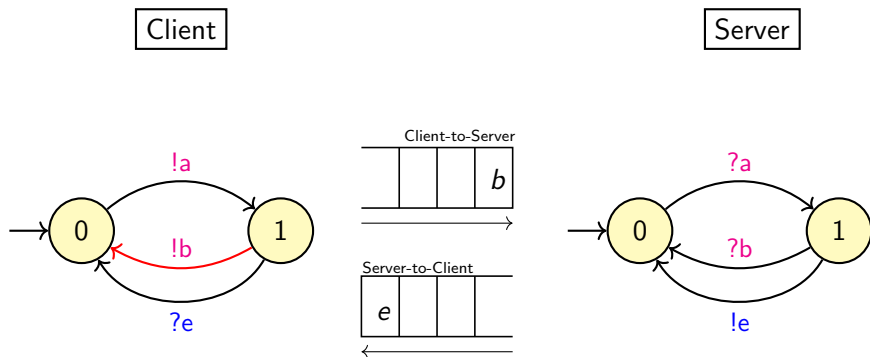 Client
Server
Client-to-Server
b
!a
0
1
!b
?e
Server-to-Client
e
?a
0
1
?b
!e